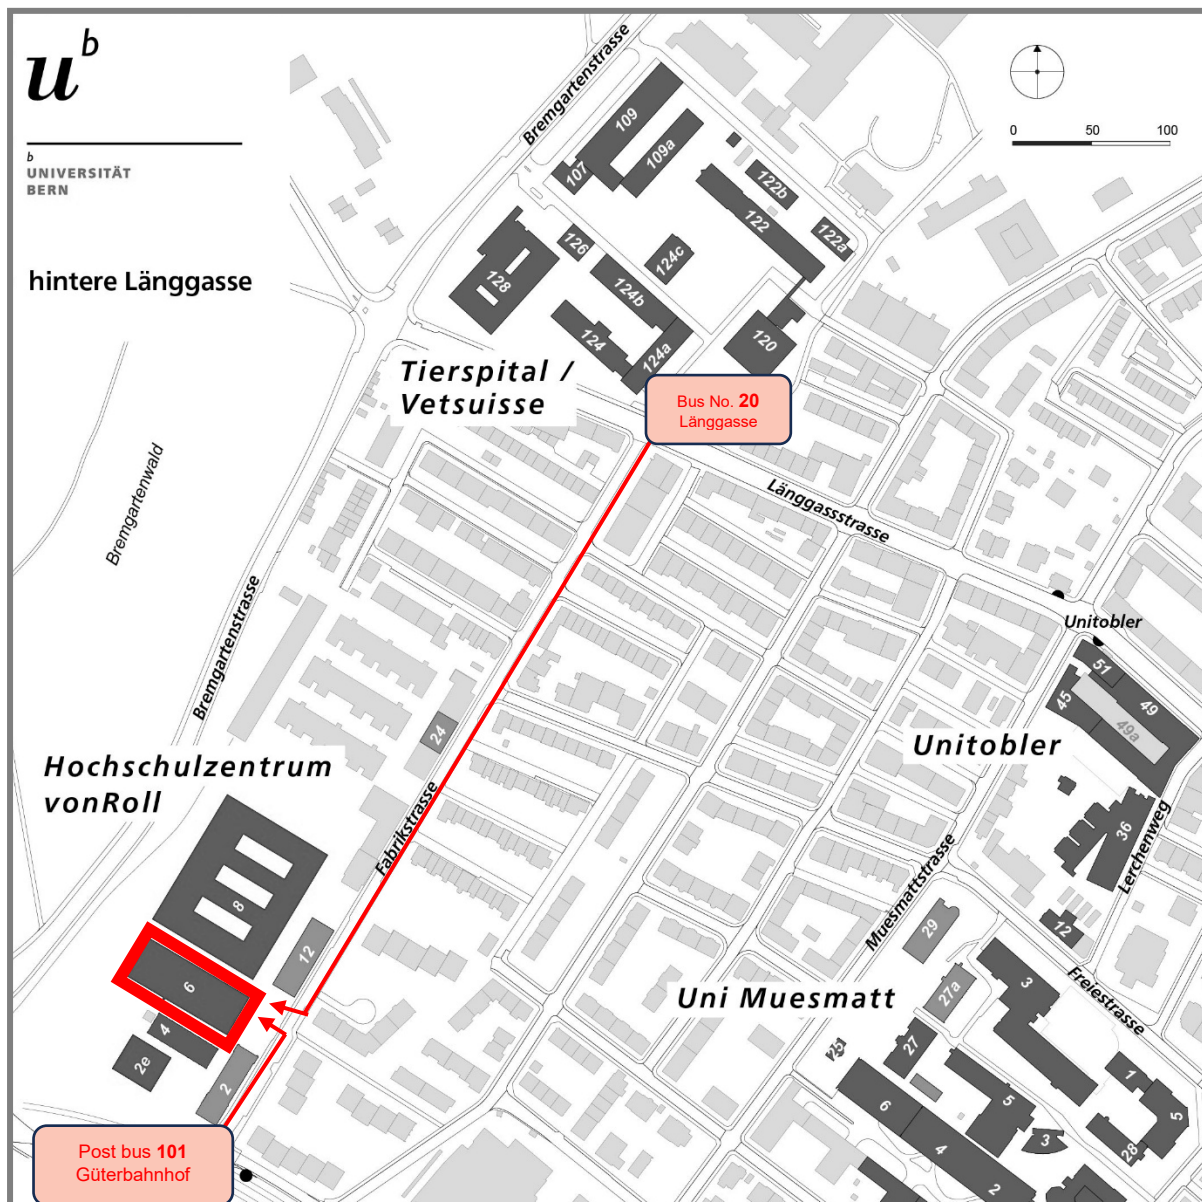 u
b
b
UNIVERSITÄT
BERN
hintere Länggasse
0 50 100
Bremgartenstrasse
109
109a
107
122b
122
122a
126
124c
128
124b
124
124a
120
Tierspital /
Vetsuisse
Bus No. 20
Länggasse
Länggassstrasse
Bremgartenwald
Bremgartenstrasse
Unitobler
51
45
49
49a
Unitobler
24
36
Lerchenweg
Hochschulzentrum
vonRoll
Fabrikstrasse
8
12
6
4
2e
2
Muesmattstrasse
29
12
Freiestrasse
Uni Muesmatt
27a
3
25
27
5
1
5
6
3
28
4
2
Post bus 101
Güterbahnhof